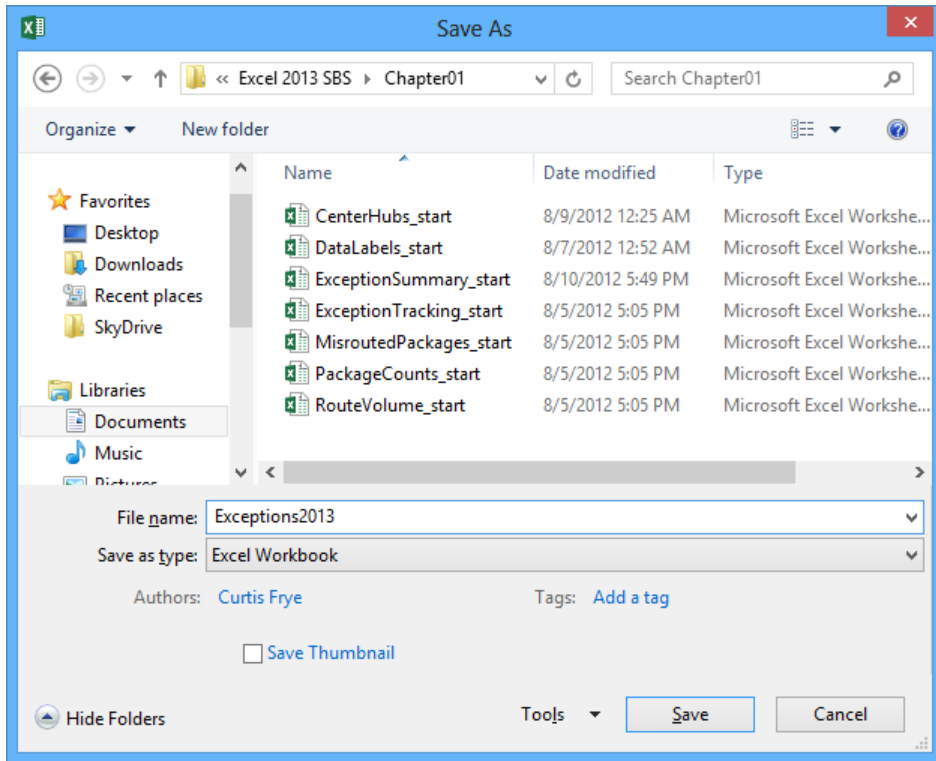 Save As
« Excel 2013 SBS Chapter01 Search Chapter01
Organize New folder
Name Date modified Type
Favorites
Desktop
Downloads
Recent places
SkyDrive
Libraries
Documents
Music
Pictures
CenterHubs_start 8/9/2012 12:25 AM Microsoft Excel Workshe...
DataLabels_start 8/7/2012 12:52 AM Microsoft Excel Workshe...
ExceptionSummary_start 8/10/2012 5:49 PM Microsoft Excel Workshe...
ExceptionTracking_start 8/5/2012 5:05 PM Microsoft Excel Workshe...
MisroutedPackages_start 8/5/2012 5:05 PM Microsoft Excel Workshe...
PackageCounts_start 8/5/2012 5:05 PM Microsoft Excel Workshe...
RouteVolume_start 8/5/2012 5:05 PM Microsoft Excel Workshe...
File name: Exceptions2013
Save as type: Excel Workbook
Authors: Curtis Frye Tags: Add a tag
Save Thumbnail
Hide Folders Tools Save Cancel